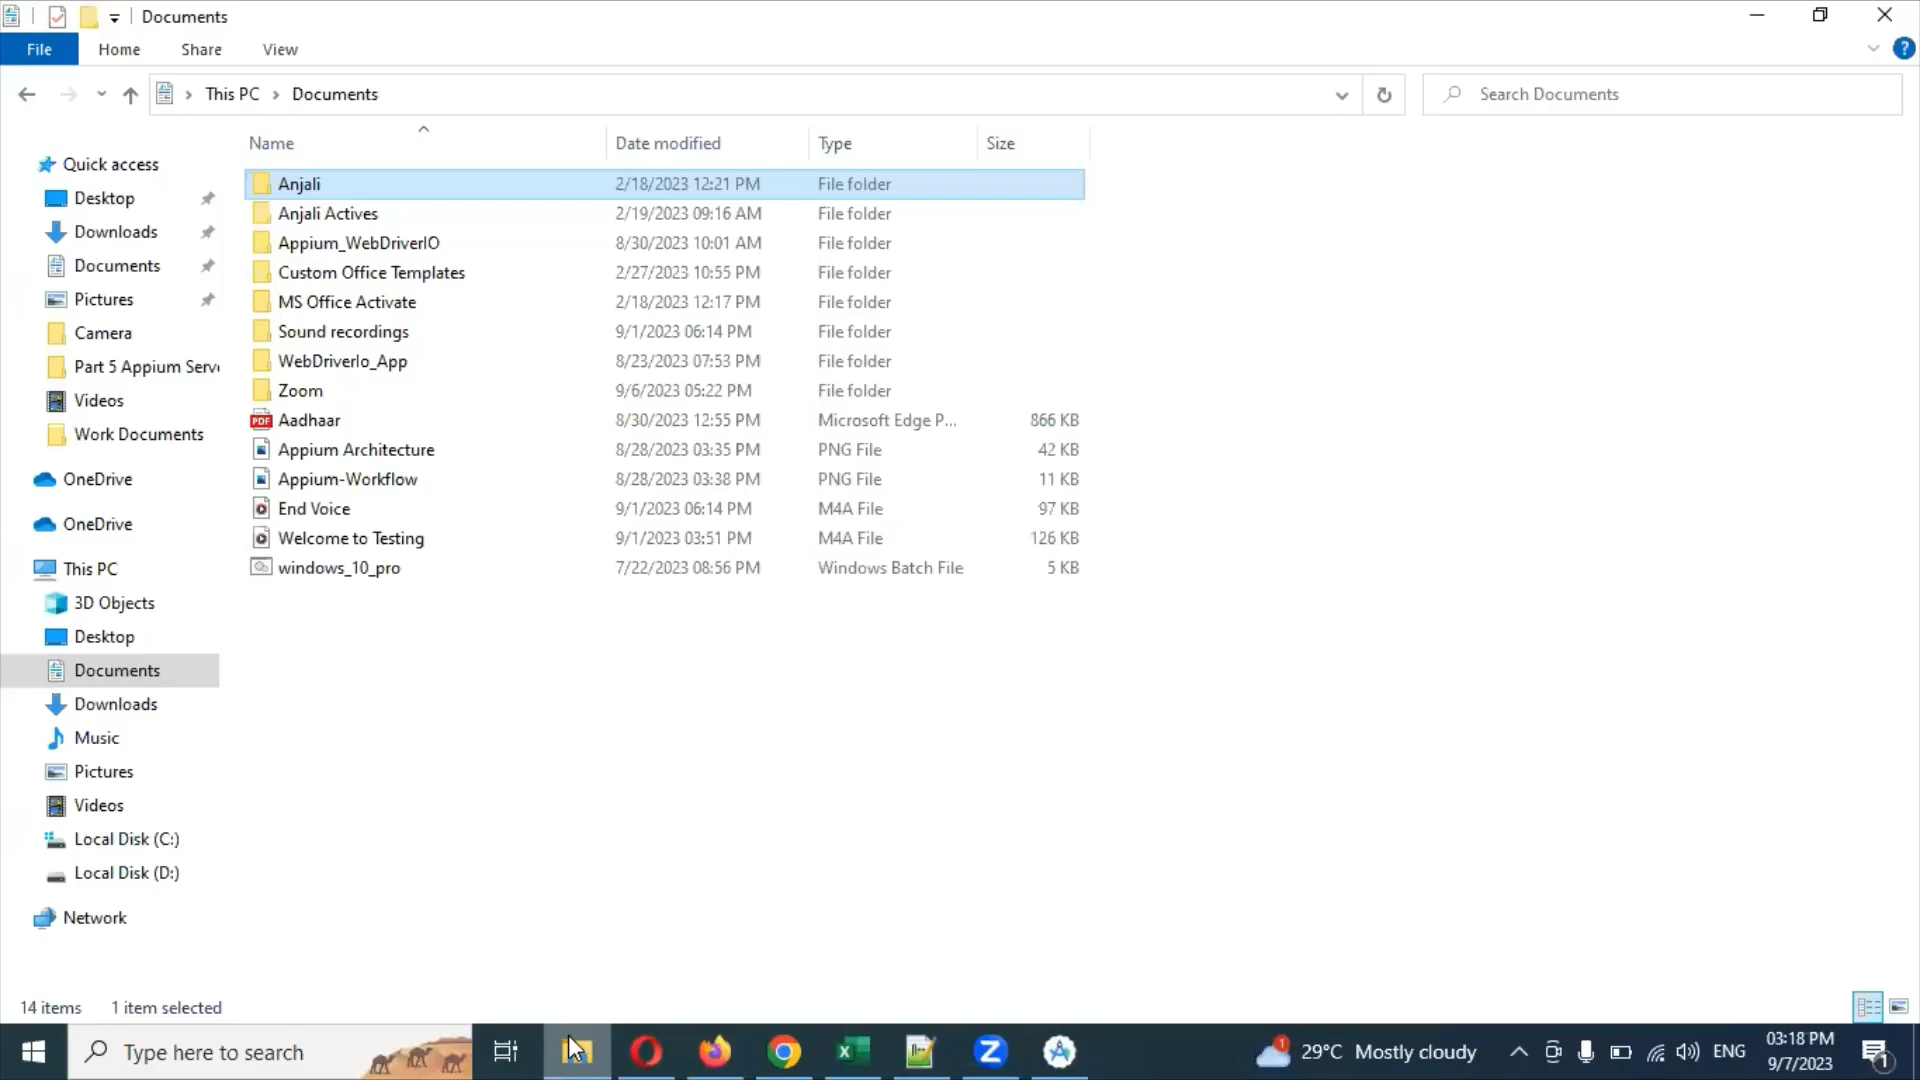 Documents
File Home Share View
This PC > Documents
Search Documents
Name Date modified Type Size
Quick access
Desktop
Downloads
Documents
Pictures
Camera
Part 5 Appium Serv
Videos
Work Documents
OneDrive
OneDrive
This PC
3D Objects
Desktop
Documents
Downloads
Music
Pictures
Videos
Local Disk (C:)
Local Disk (D:)
Network
Anjali 2/18/2023 12:21 PM File folder
Anjali Actives 2/19/2023 09:16 AM File folder
Appium_WebDriverIO 8/30/2023 10:01 AM File folder
Custom Office Templates 2/27/2023 10:55 PM File folder
MS Office Activate 2/18/2023 12:17 PM File folder
Sound recordings 9/1/2023 06:14 PM File folder
WebDriverIo_App 8/23/2023 07:53 PM File folder
Zoom 9/6/2023 05:22 PM File folder
PDF Aadhaar 8/30/2023 12:55 PM Microsoft Edge P... 866 KB
Appium Architecture 8/28/2023 03:35 PM PNG File 42 KB
Appium-Workflow 8/28/2023 03:38 PM PNG File 11 KB
End Voice 9/1/2023 06:14 PM M4A File 97 KB
Welcome to Testing 9/1/2023 03:51 PM M4A File 126 KB
windows_10_pro 7/22/2023 08:56 PM Windows Batch File 5 KB
14 items 1 item selected
Type here to search
1 29°C Mostly cloudy ENG
03:18 PM
9/7/2023
1